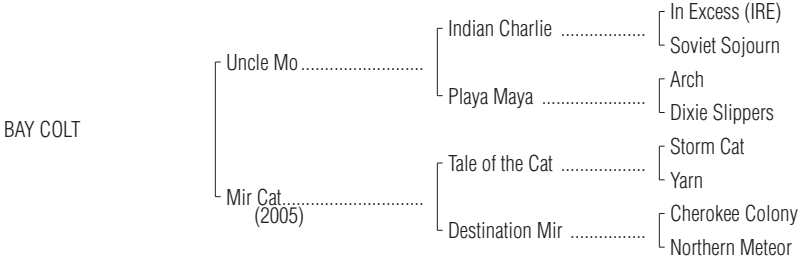 In Excess (IRE)
Indian Charlie ..................
Soviet Sojourn
Uncle Mo ..........................
Arch
Playa Maya ......................
Dixie Slippers
BAY COLT
Storm Cat
Tale of the Cat ..................
Yarn
Mir Cat..............................
(2005)
Cherokee Colony
Destination Mir ................
Northern Meteor